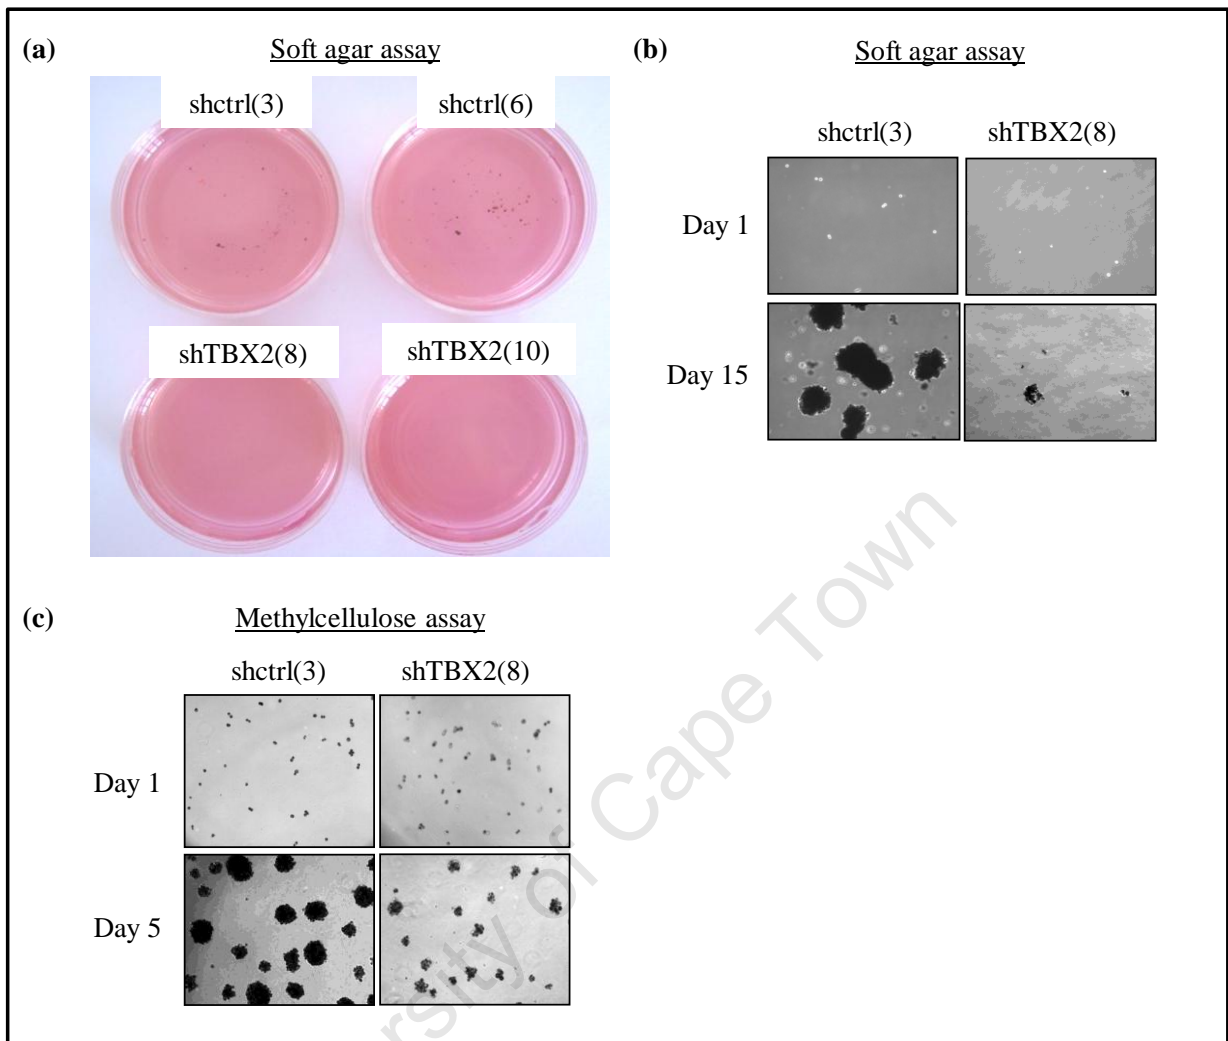 (a)
Soft agar assay
shctrl(3)
shctrl(6)
shTBX2(8)
shTBX2(10)
(b)
Soft agar assay
shctrl(3)
shTBX2(8)
Day 1
Day 15
(c)
Methylcellulose assay
shctrl(3)
shTBX2(8)
Day 1
Day 5
rsity of Cape Town